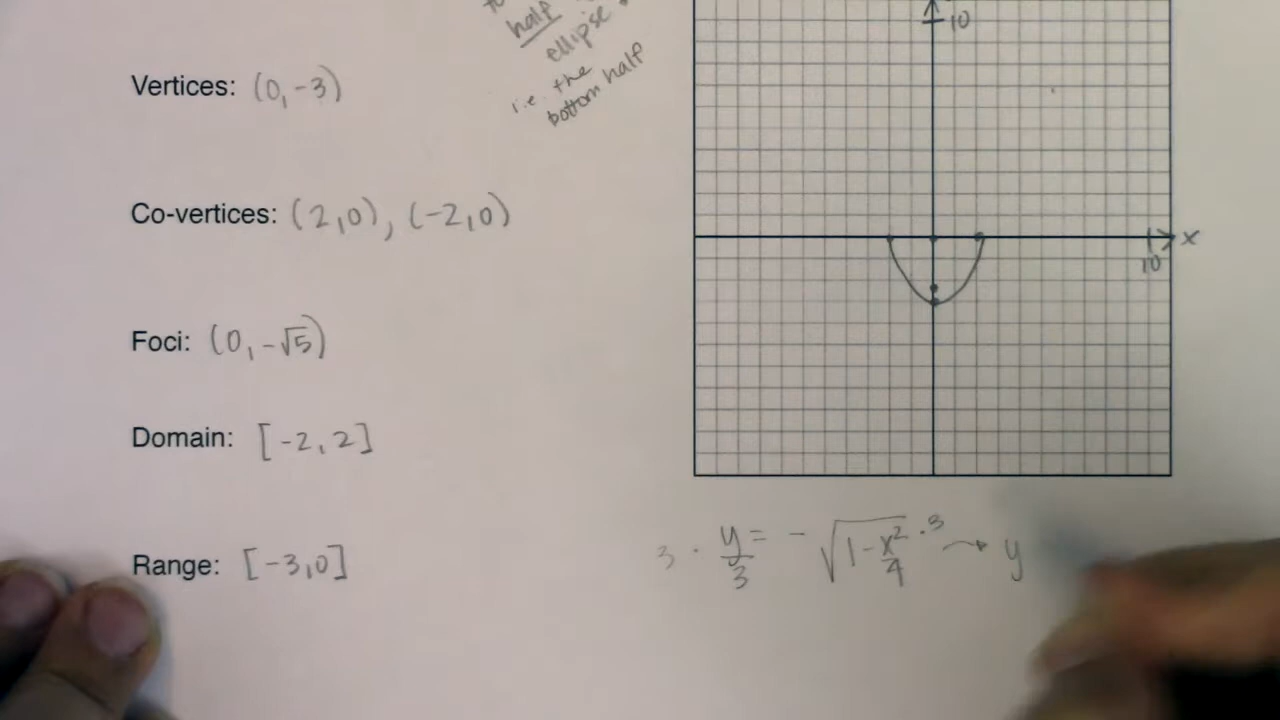 half
ellipse
i.e. the
bottom half
10
Vertices: (0,-3)
Co-vertices: (2,0), (-2,0)
x
10
Foci: (0,-√5)
Domain: [-2,2]
Range: [-3,0]
3 · y/3 = -√(1-x²/4) ·3 → y